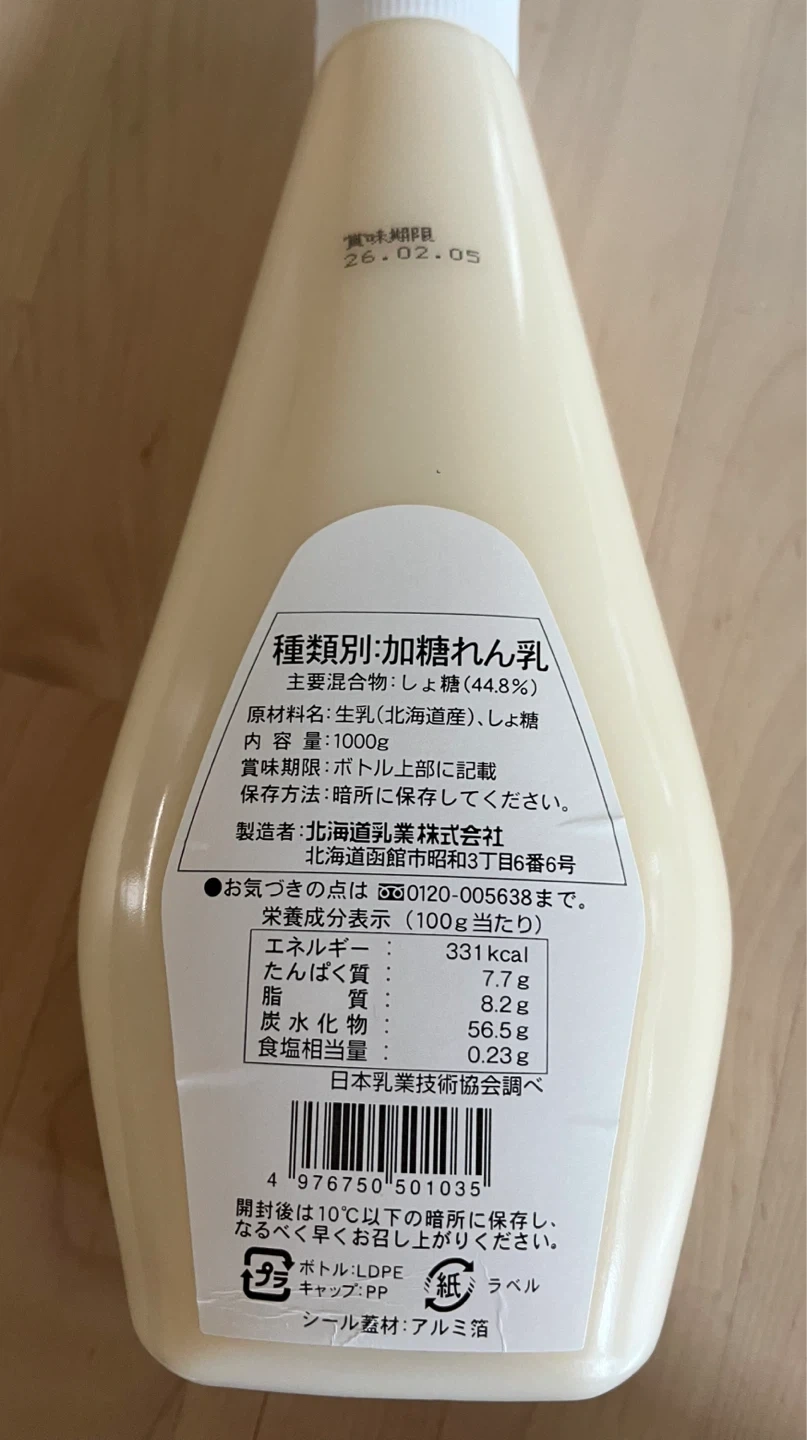 賞味期限
26.02.05
種類別:加糖れん乳
主要混合物:しょ糖(44.8%)
原材料名:生乳(北海道産)、しょ糖
内容量:1000g
賞味期限:ボトル上部に記載
保存方法:暗所に保存してください。
製造者:北海道乳業株式会社
北海道函館市昭和3丁目6番6号
●お気づきの点は 0120-005638まで。
栄養成分表示 (100g当たり)
エネルギー : 331kcal
たんぱく質 : 7.7g
脂質 : 8.2g
炭水化物 : 56.5g
食塩相当量 : 0.23g
日本乳業技術協会調べ
4 976750 501035
開封後は10℃以下の暗所に保存し、
なるべく早くお召し上がりください。
プラ ボトル:LDPE
キャップ:PP
紙 ラベル
シール蓋材:アルミ箔